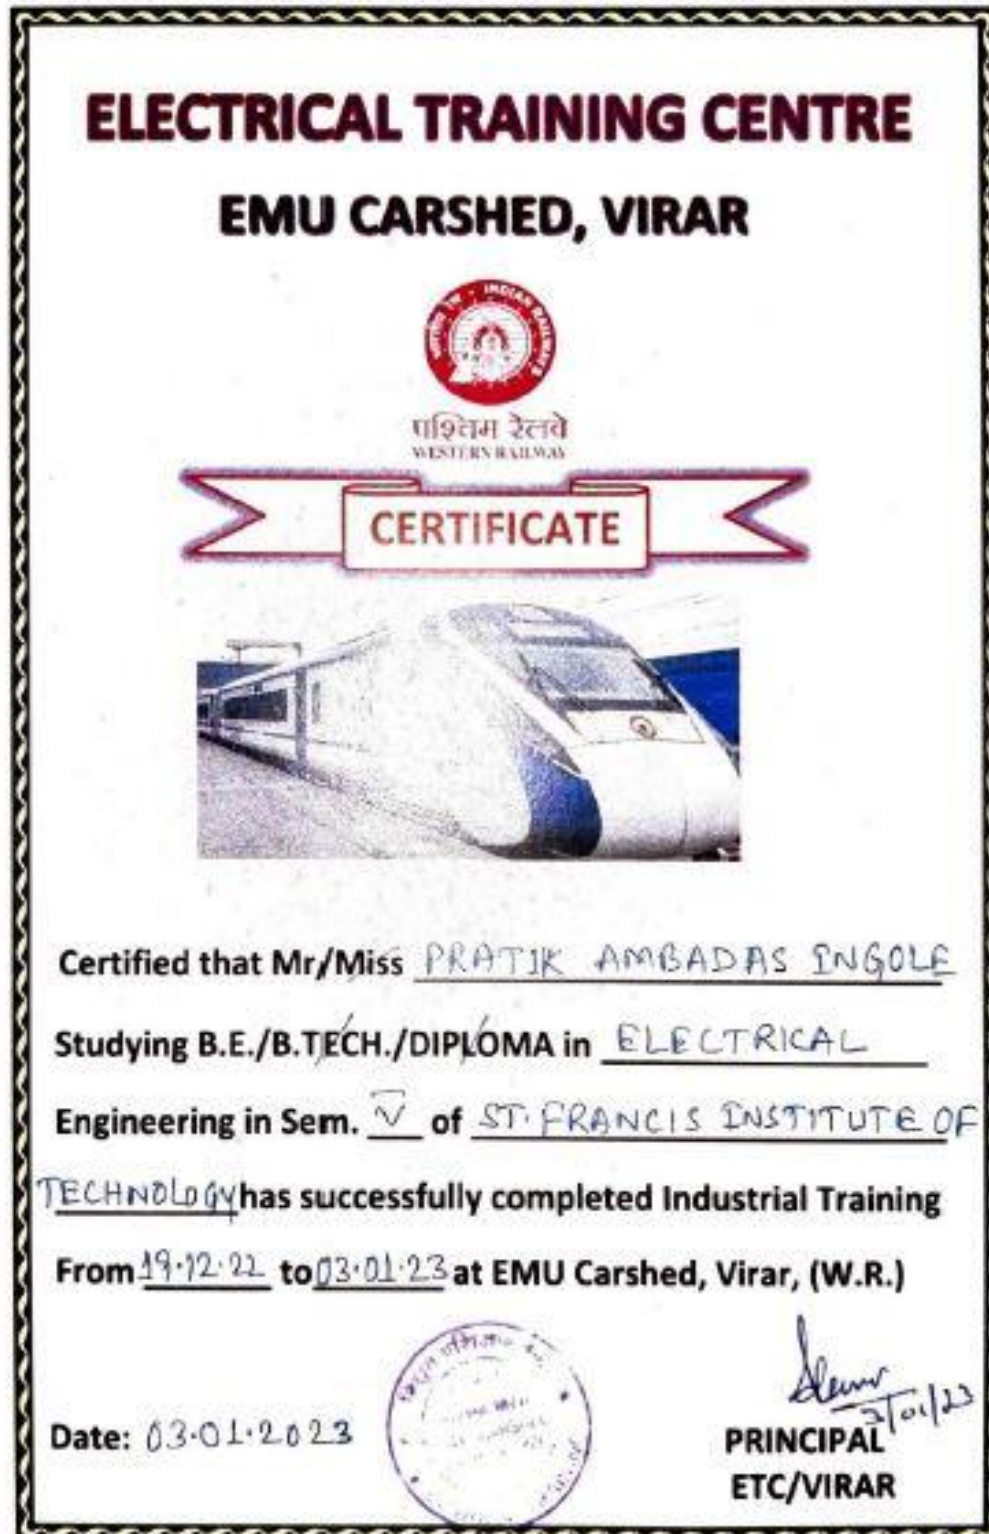 ELECTRICAL TRAINING CENTRE
EMU CARSHED, VIRAR
भारतीय रेल · INDIAN RAILWAYS
पश्चिम रेलवे
WESTERN RAILWAY
CERTIFICATE
Certified that Mr/Miss PRATIK AMBADAS INGOLE
Studying B.E./B.TECH./DIPLOMA in ELECTRICAL
Engineering in Sem. V of ST. FRANCIS INSTITUTE OF
TECHNOLOGY has successfully completed Industrial Training
From 19.12.22 to 03.01.23 at EMU Carshed, Virar, (W.R.)
3/01/23
Date: 03.01.2023
PRINCIPAL
ETC/VIRAR